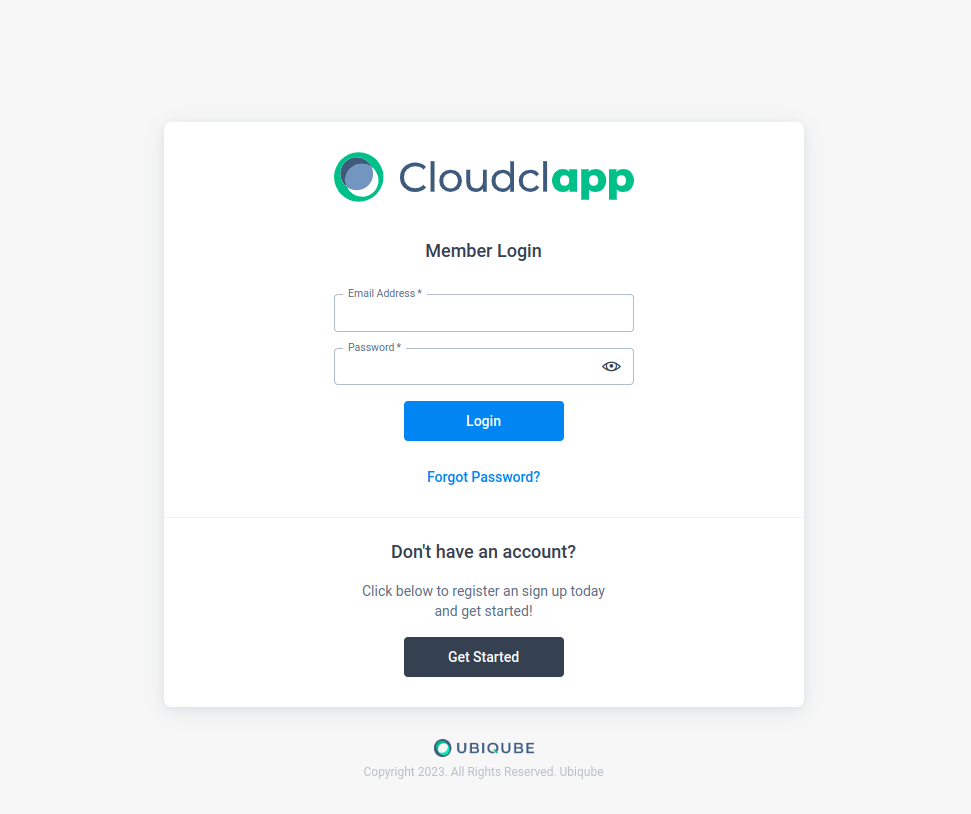 Cloudclapp
Member Login
Email Address *
Password *
Login
Forgot Password?
Don't have an account?
Click below to register an sign up today
and get started!
Get Started
UBIQUBE
Copyright 2023. All Rights Reserved. Ubiqube